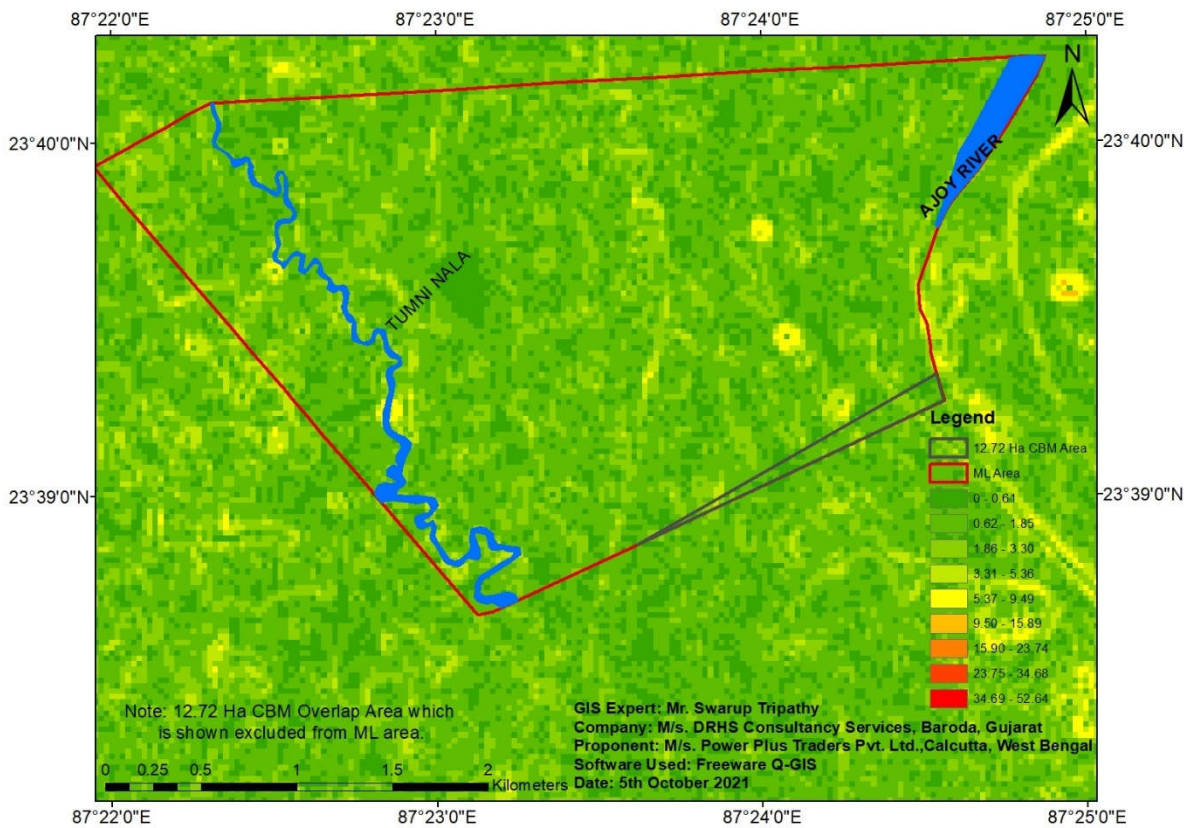 87°22'0"E
87°23'0"E
87°24'0"E
87°25'0"E
N
23°40'0"N
23°40'0"N
AJOY RIVER
TUMNI NALA
Legend
12.72 Ha CBM Area
ML Area
23°39'0"N
23°39'0"N
0 - 0.61
0.62 - 1.85
1.86 - 3.30
3.31 - 5.36
5.37 - 9.49
9.50 - 15.89
15.90 - 23.74
23.75 - 34.68
34.69 - 52.64
Note: 12.72 Ha CBM Overlap Area which
is shown excluded from ML area.
GIS Expert: Mr. Swarup Tripathy
Company: M/s. DRHS Consultancy Services, Baroda, Gujarat
Proponent: M/s. Power Plus Traders Pvt. Ltd.,Calcutta, West Bengal
Software Used: Freeware Q-GIS
Date: 5th October 2021
0 0.25 0.5 1 1.5 2
Kilometers
87°22'0"E
87°23'0"E
87°24'0"E
87°25'0"E